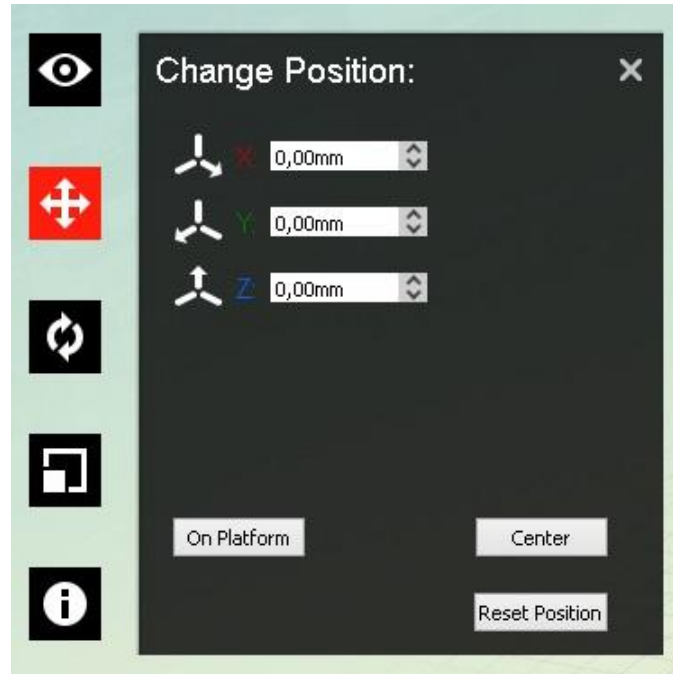 Change Position:
X: 0,00mm
Y: 0,00mm
Z: 0,00mm
On Platform
Center
Reset Position